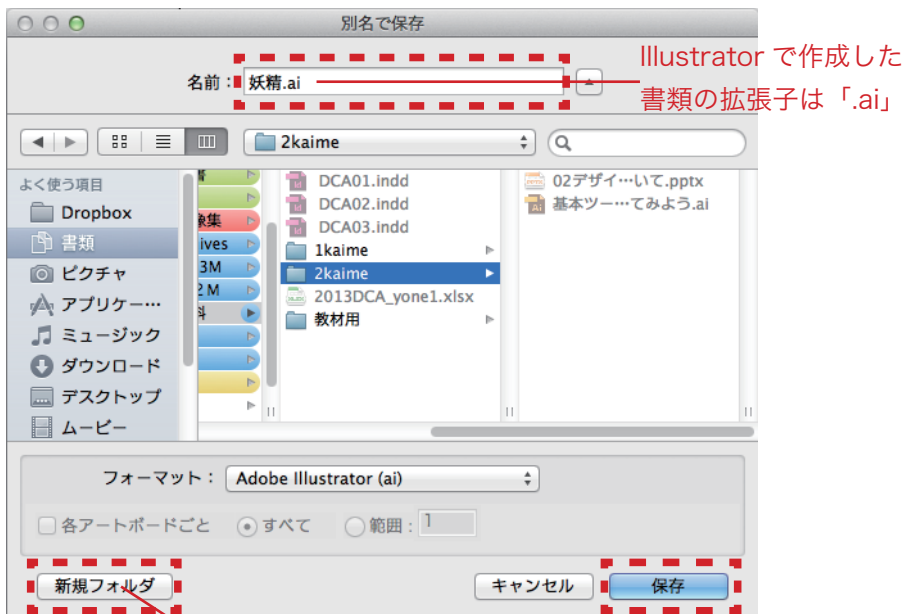 別名で保存
名前：妖精.ai
Illustrator で作成した
書類の拡張子は「.ai」
2kaime
よく使う項目
Dropbox
書類
ピクチャ
アプリケー…
ミュージック
ダウンロード
デスクトップ
ムービー
象集
ives
3M
2 M
料
DCA01.indd
DCA02.indd
DCA03.indd
1kaime
2kaime
2013DCA_yone1.xlsx
教材用
02デザイ…いて.pptx
基本ツー…てみよう.ai
フォーマット： Adobe Illustrator (ai)
各アートボードごと すべて 範囲： 1
新規フォルダ キャンセル 保存